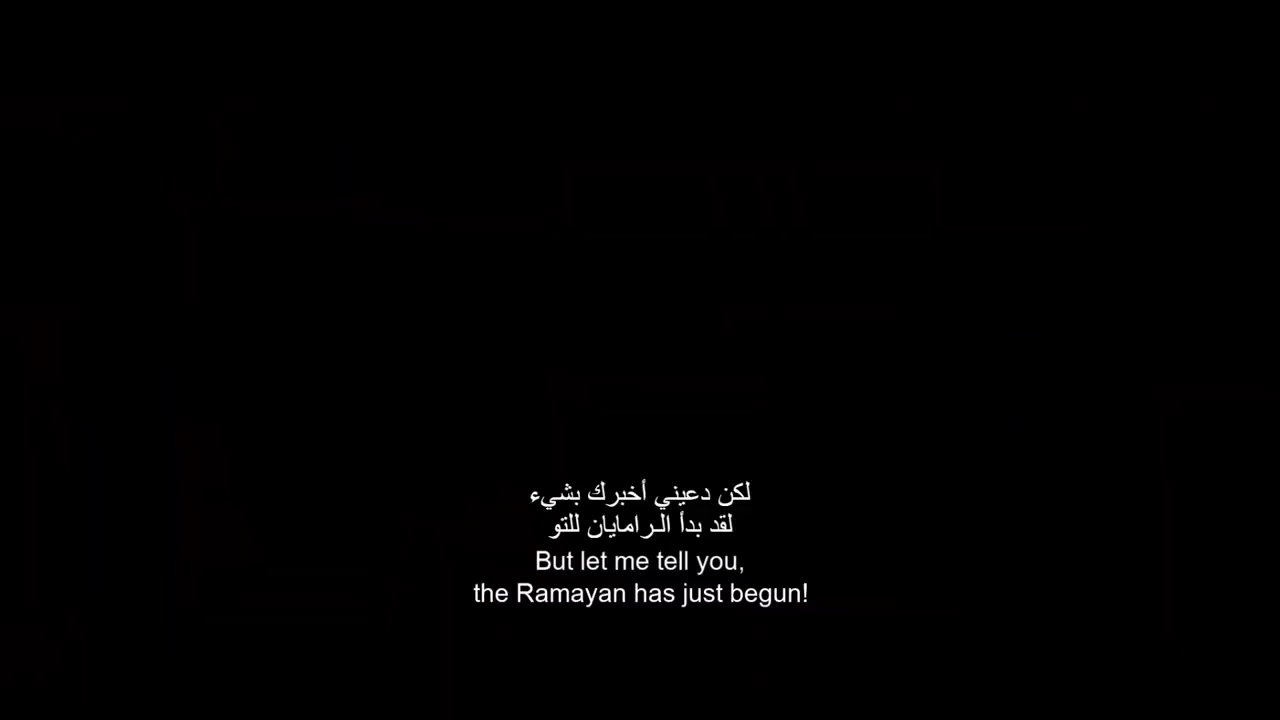 لكن دعيني أخبرك بشيء
لقد بدأ الـرامايان للتو
But let me tell you,
the Ramayan has just begun!